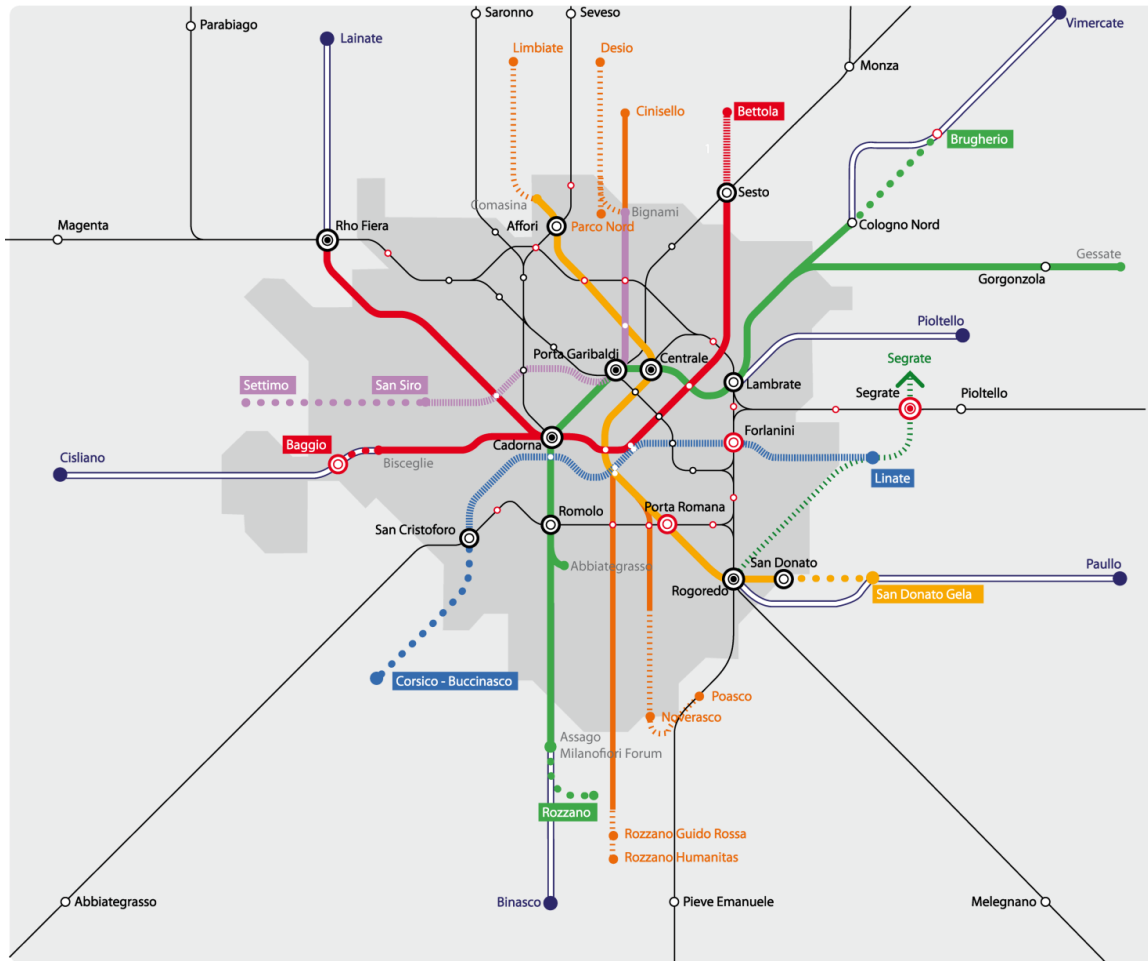 Saronno
Seveso
Vimercate
Parabiago
Lainate
Limbiate
Desio
Monza
Cinisello
Bettola
Brugherio
Sesto
Comasina
Bignami
Magenta
Rho Fiera
Affori
Parco Nord
Cologno Nord
Gessate
Gorgonzola
Pioltello
Porta Garibaldi
Centrale
Segrate
Settimo
San Siro
Lambrate
Segrate
Pioltello
Forlanini
Baggio
Cadorna
Cisliano
Bisceglie
Linate
Porta Romana
Romolo
San Cristoforo
Abbiategrasso
San Donato
Paullo
Rogoredo
San Donato Gela
Corsico - Buccinasco
Poasco
Noverasco
Assago
Milanofiori Forum
Rozzano
Rozzano Guido Rossa
Rozzano Humanitas
Abbiategrasso
Binasco
Pieve Emanuele
Melegnano